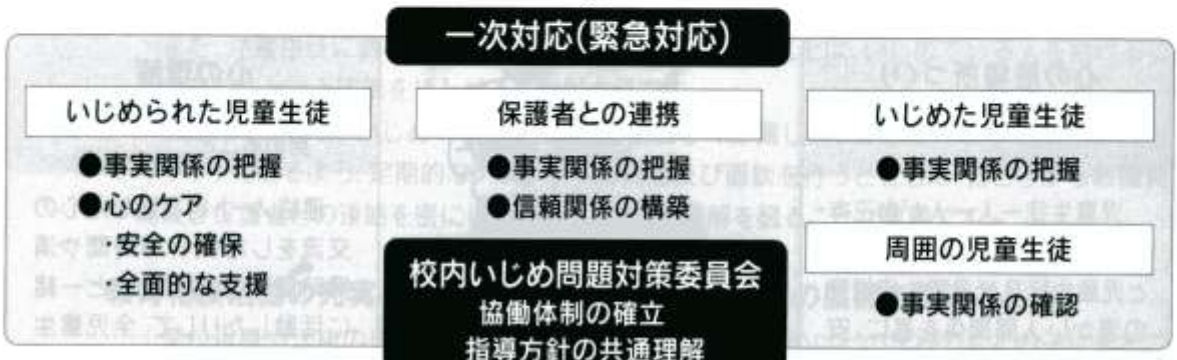 一次対応(緊急対応)
いじめられた児童生徒
●事実関係の把握
●心のケア
・安全の確保
・全面的な支援
保護者との連携
●事実関係の把握
●信頼関係の構築
校内いじめ問題対策委員会
協働体制の確立
指導方針の共通理解
いじめた児童生徒
●事実関係の把握
周囲の児童生徒
●事実関係の確認